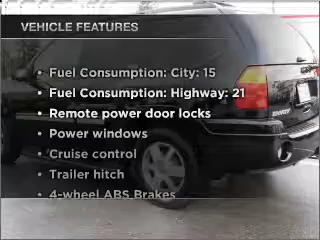 VEHICLE FEATURES
• Fuel Consumption: City: 15
• Fuel Consumption: Highway: 21
• Remote power door locks
• Power windows
• Cruise control
• Trailer hitch
• 4-wheel ABS Brakes
ENVOY